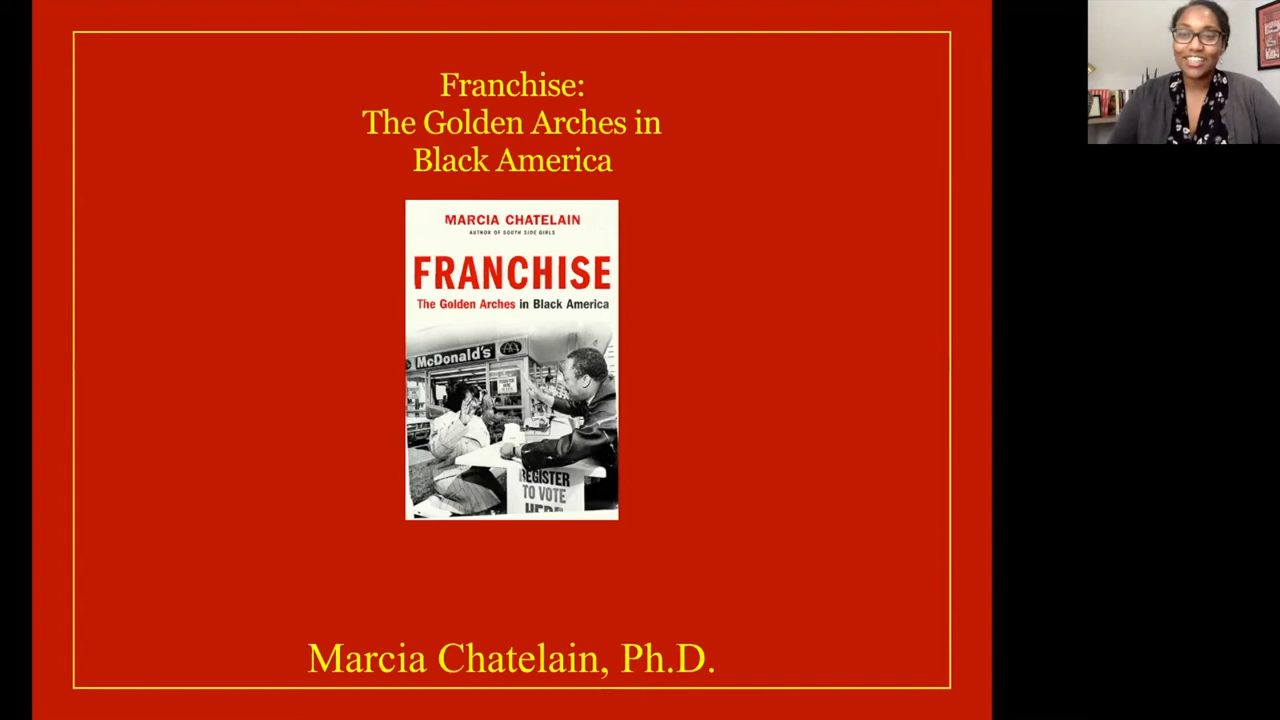 Franchise:
The Golden Arches in
Black America
MARCIA CHATELAIN
AUTHOR OF SOUTH SIDE GIRLS
FRANCHISE
The Golden Arches in Black America
McDonald's
REGISTER
TO VOTE
HERE
Marcia Chatelain, Ph.D.